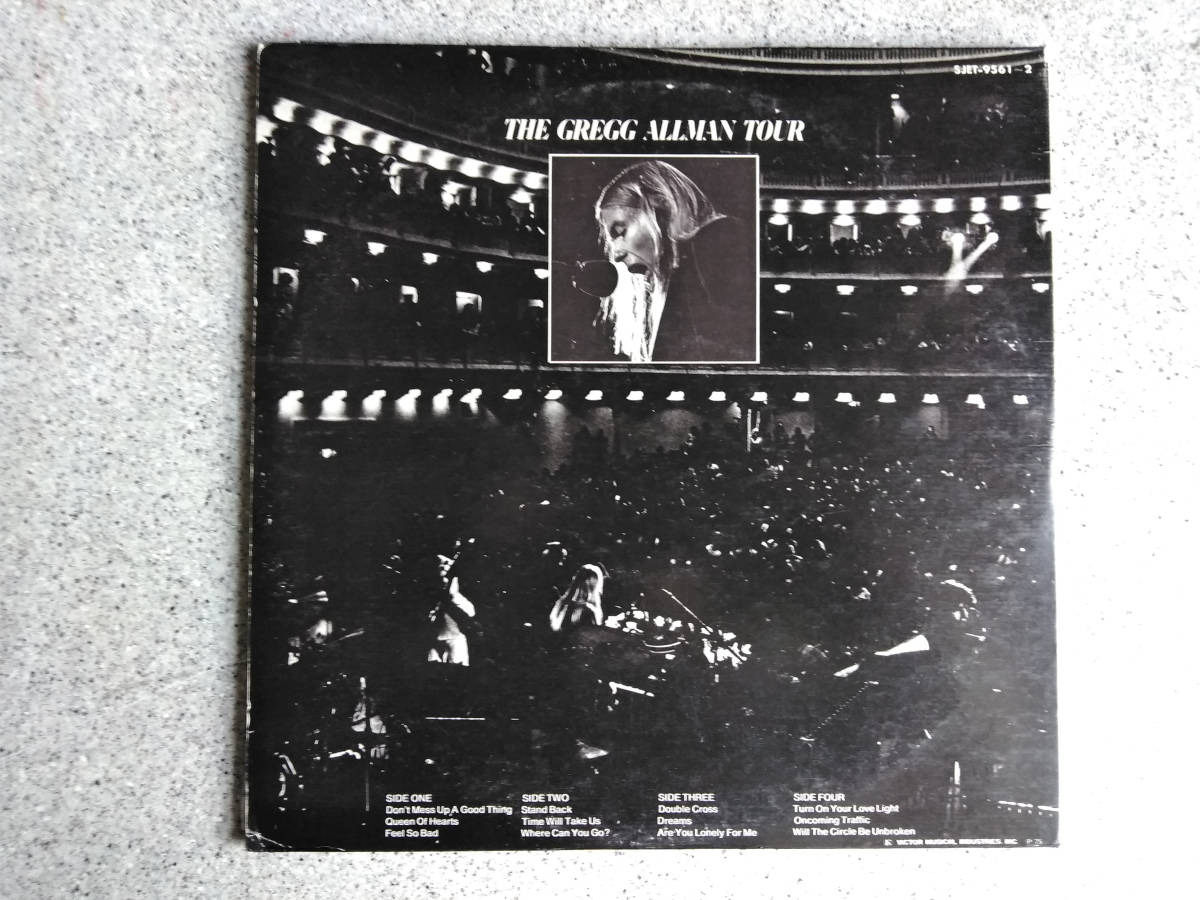 SJET-9561~2
THE GREGG ALLMAN TOUR
SIDE ONE
Don't Mess Up A Good Thing
Queen Of Hearts
Feel So Bad
SIDE TWO
Stand Back
Time Will Take Us
Where Can You Go?
SIDE THREE
Double Cross
Dreams
Are You Lonely For Me
SIDE FOUR
Turn On Your Love Light
Oncoming Traffic
Will The Circle Be Unbroken
VICTOR MUSICAL INDUSTRIES, INC.